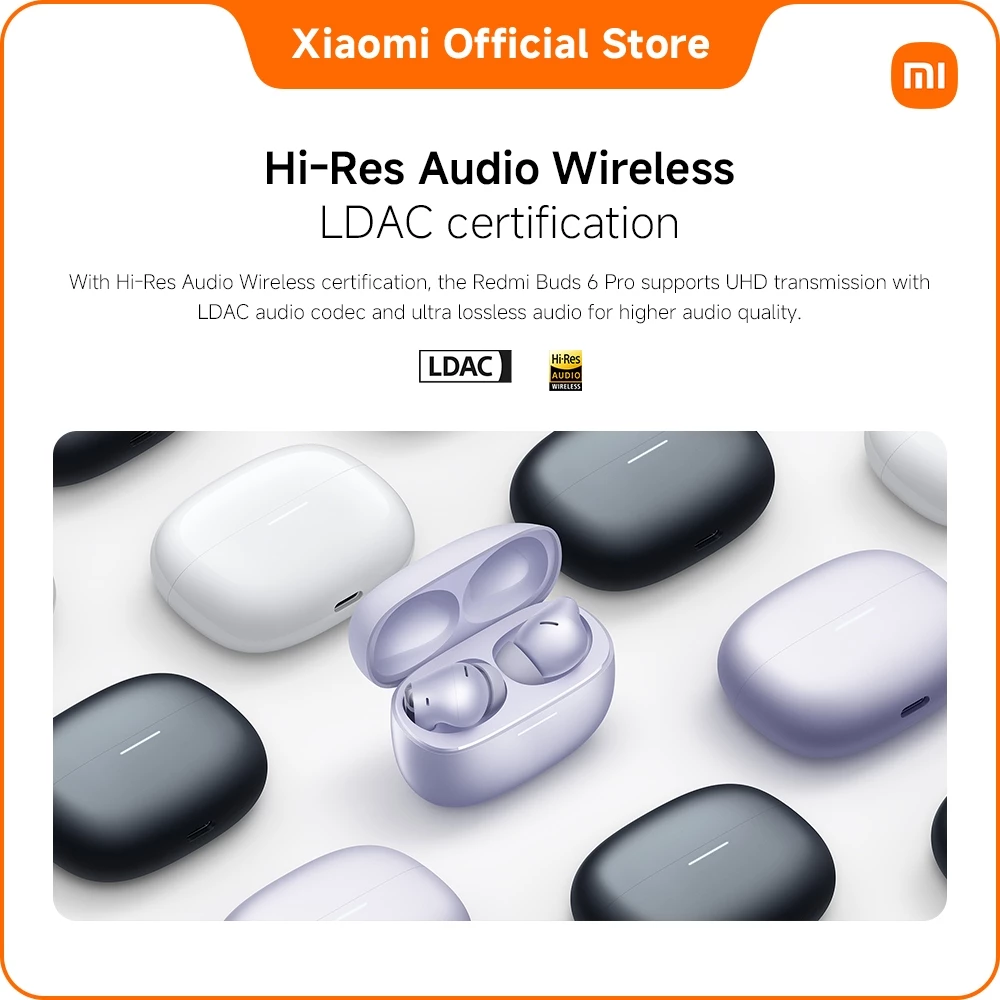 Xiaomi Official Store
mi
Hi-Res Audio Wireless
LDAC certification
With Hi-Res Audio Wireless certification, the Redmi Buds 6 Pro supports UHD transmission with
LDAC audio codec and ultra lossless audio for higher audio quality.
LDAC
Hi-Res
AUDIO
WIRELESS